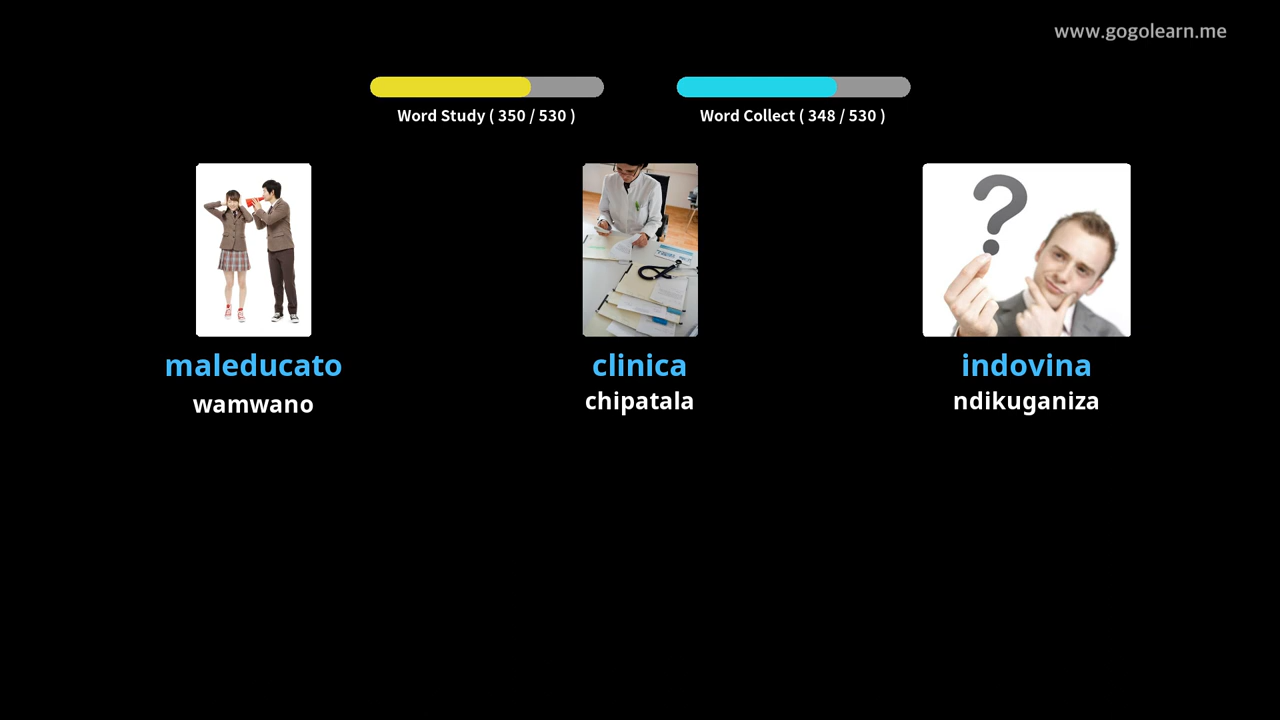 www.gogolearn.me
Word Study ( 350 / 530 )
Word Collect ( 348 / 530 )
maleducato
wamwano
clinica
chipatala
indovina
ndikuganiza